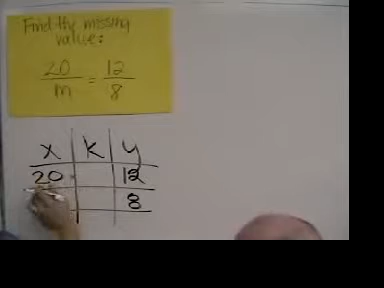 Find the missing
value:
20 = 12
m 8
x K y
20 12
8